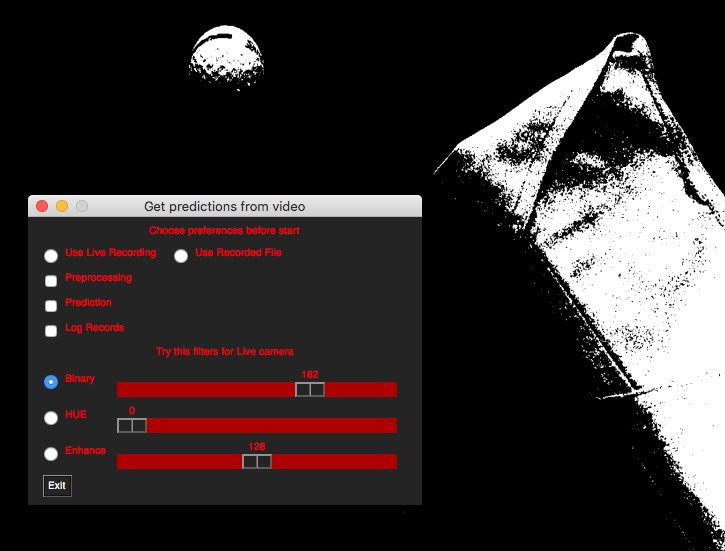 Get predictions from video
Choose preferences before start
Use Live Recording Use Recorded File
Preprocessing
Prediction
Log Records
Try this filters for Live camera
182
Binary
0
HUE
128
Enhance
Exit